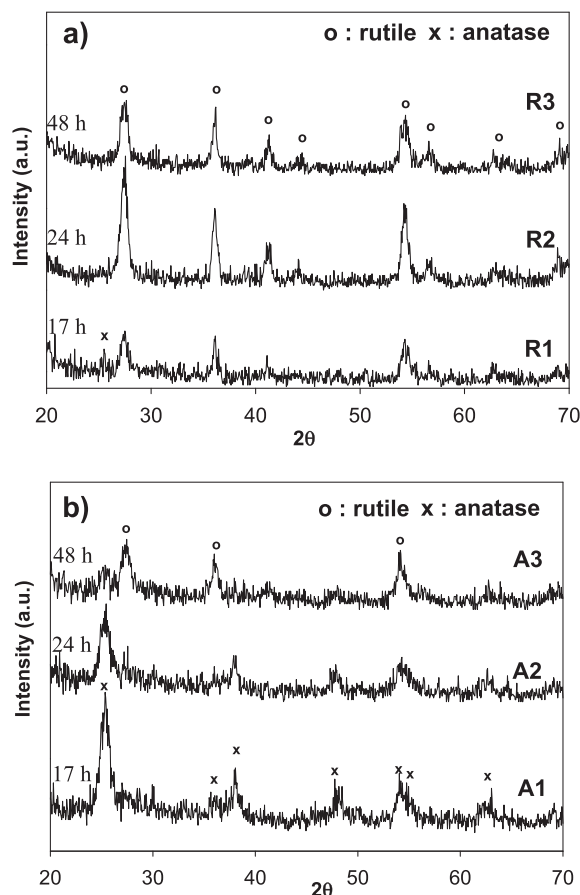 a)
o : rutile x : anatase
o o o o o o o o
R3
48 h
R2
24 h
17 h
x
R1
Intensity (a.u.)
20 30 40 50 60 70
2θ
b)
o : rutile x : anatase
o o o
A3
48 h
A2
24 h
x
17 h
x x x x x x
A1
Intensity (a.u.)
20 30 40 50 60 70
2θ